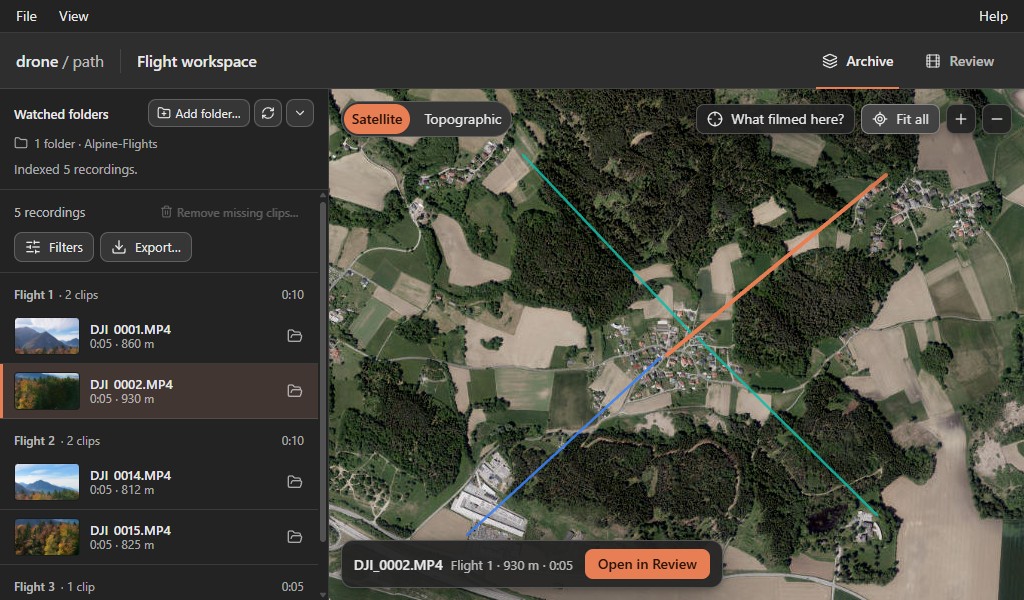 File View Help
drone / path Flight workspace Archive Review
Watched folders Add folder...
1 folder · Alpine-Flights
Indexed 5 recordings.
Satellite Topographic What filmed here? Fit all + −
5 recordings Remove missing clips...
Filters Export...
Flight 1 · 2 clips 0:10
DJI_0001.MP4
0:05 · 860 m
DJI_0002.MP4
0:05 · 930 m
Flight 2 · 2 clips 0:10
DJI_0014.MP4
0:05 · 812 m
DJI_0015.MP4
0:05 · 825 m
Flight 3 · 1 clip 0:05
DJI_0002.MP4 Flight 1 · 930 m · 0:05 Open in Review